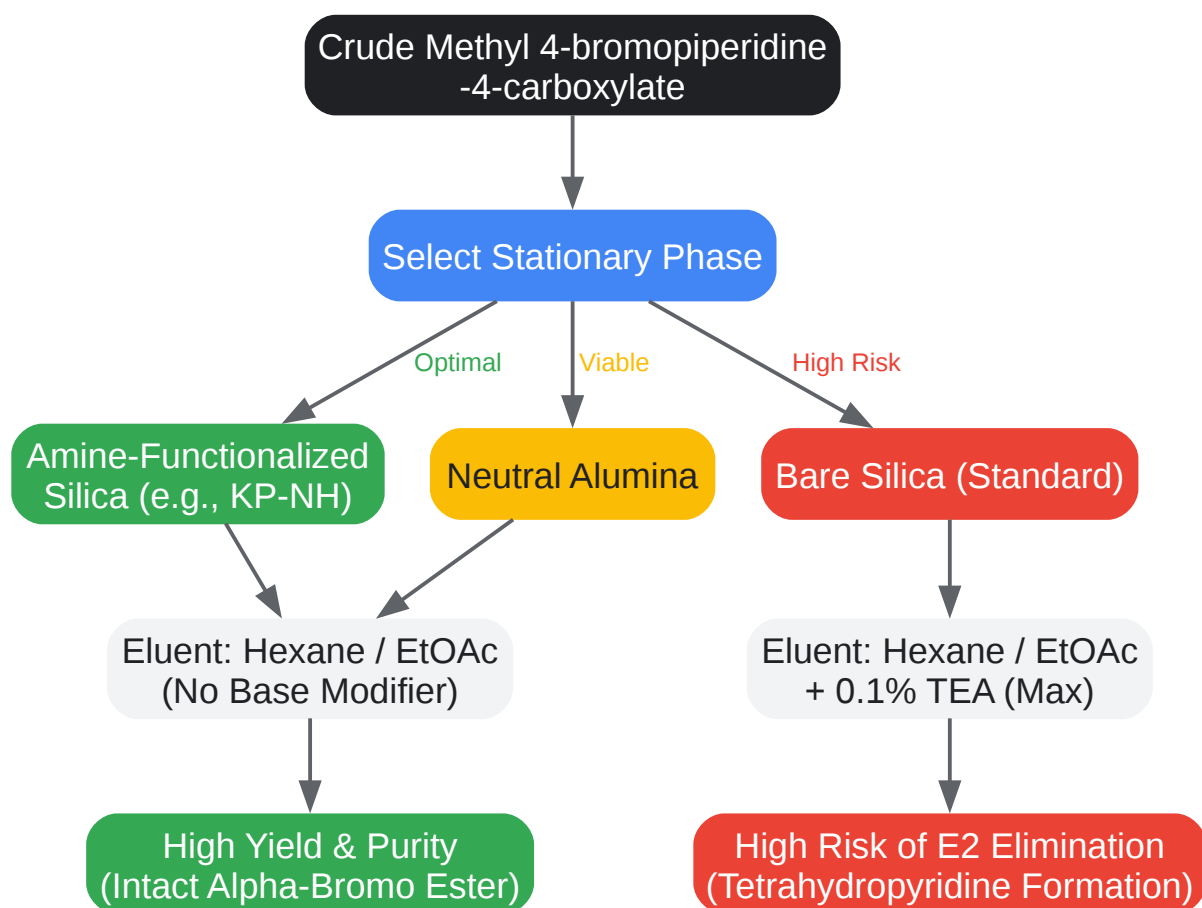 Crude Methyl 4-bromopiperidine
-4-carboxylate
Select Stationary Phase
Optimal
Viable
High Risk
Amine-Functionalized
Silica (e.g., KP-NH)
Neutral Alumina
Bare Silica (Standard)
Eluent: Hexane / EtOAc
(No Base Modifier)
Eluent: Hexane / EtOAc
+ 0.1% TEA (Max)
High Yield & Purity
(Intact Alpha-Bromo Ester)
High Risk of E2 Elimination
(Tetrahydropyridine Formation)